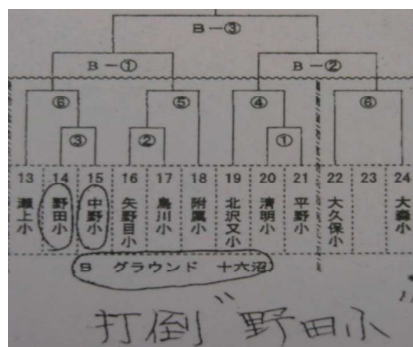 B-③
B-① B-②
⑥ ⑤ ④ ⑥
③ ② ①
13 14 15 16 17 18 19 20 21 22 23 24
瀬上小 野田小 中野小 矢野目小 鳥川小 附属小 北沢又小 清明小 平野小 大久保小 大森小
B グラウンド 十六沼
打倒” 野田小